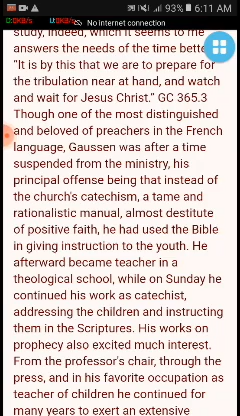 0KB/s
U:0KB/s
93% 6:11 AM
No internet connection
study, indeed, which it seems to me
answers the needs of the time bette
"It is by this that we are to prepare for
the tribulation near at hand, and watch
and wait for Jesus Christ." GC 365.3
Though one of the most distinguished
and beloved of preachers in the French
language, Gaussen was after a time
suspended from the ministry, his
principal offense being that instead of
the church's catechism, a tame and
rationalistic manual, almost destitute
of positive faith, he had used the Bible
in giving instruction to the youth. He
afterward became teacher in a
theological school, while on Sunday he
continued his work as catechist,
addressing the children and instructing
them in the Scriptures. His works on
prophecy also excited much interest.
From the professor's chair, through the
press, and in his favorite occupation as
teacher of children he continued for
many years to exert an extensive